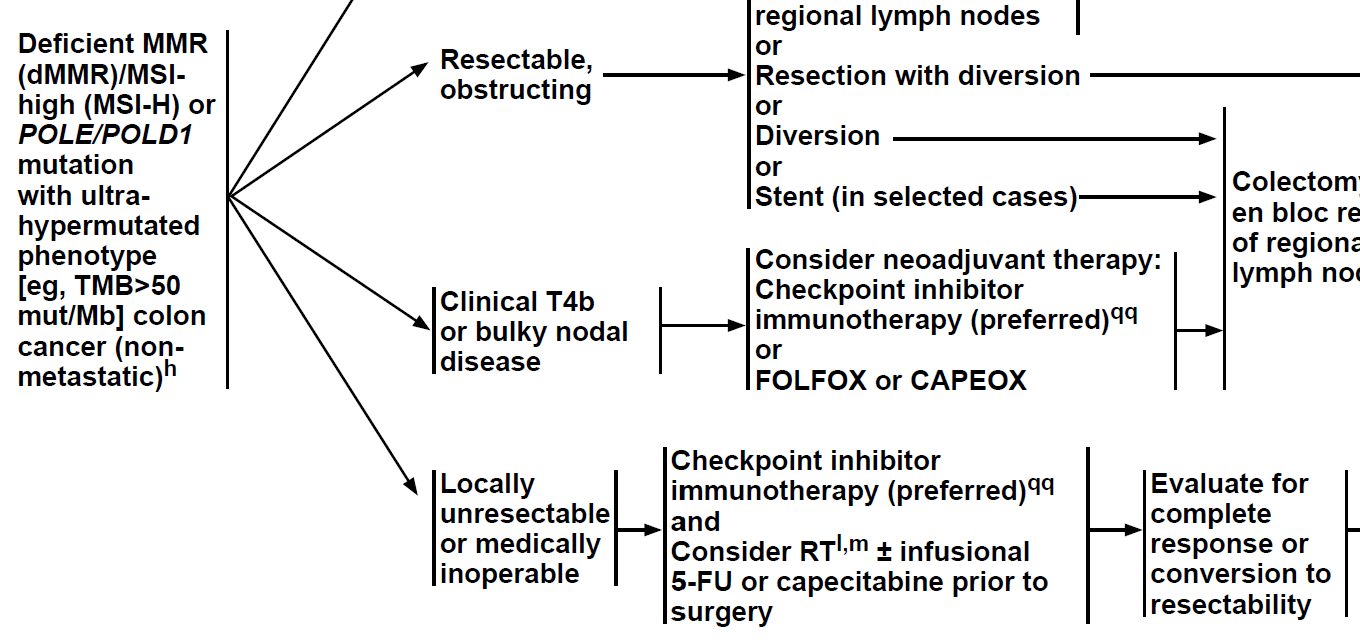 Deficient MMR
(dMMR)/MSI-
high (MSI-H) or
POLE/POLD1
mutation
with ultra-
hypermutated
phenotype
[eg, TMB>50
mut/Mb] colon
cancer (non-
metastatic)h
Resectable,
obstructing
regional lymph nodes
or
Resection with diversion
or
Diversion
or
Stent (in selected cases)
Clinical T4b
or bulky nodal
disease
Consider neoadjuvant therapy:
Checkpoint inhibitor
immunotherapy (preferred)qq
or
FOLFOX or CAPEOX
en bloc
of
lymph
Locally
unresectable
or medically
inoperable
Checkpoint inhibitor
immunotherapy (preferred)qq
and
Consider RTl,m ± infusional
5-FU or capecitabine prior to
surgery
Evaluate for
complete
response or
conversion to
resectability